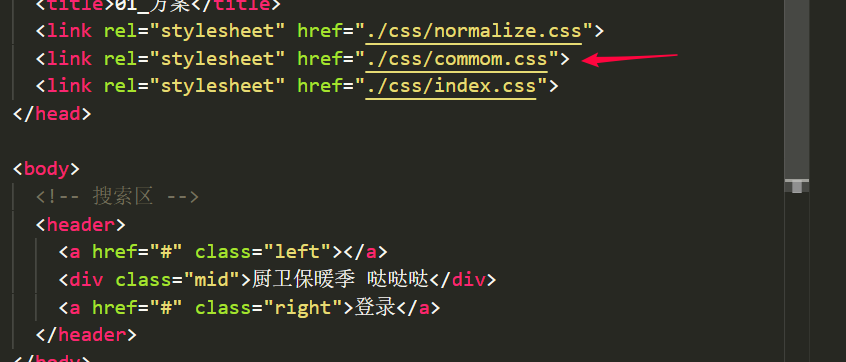 <title>01_方案</title>
<link rel="stylesheet" href="./css/normalize.css">
<link rel="stylesheet" href="./css/commom.css">
<link rel="stylesheet" href="./css/index.css">
</head>
<body>
<!-- 搜索区 -->
<header>
<a href="#" class="left"></a>
<div class="mid">厨卫保暖季 哒哒哒</div>
<a href="#" class="right">登录</a>
</header>
</body>